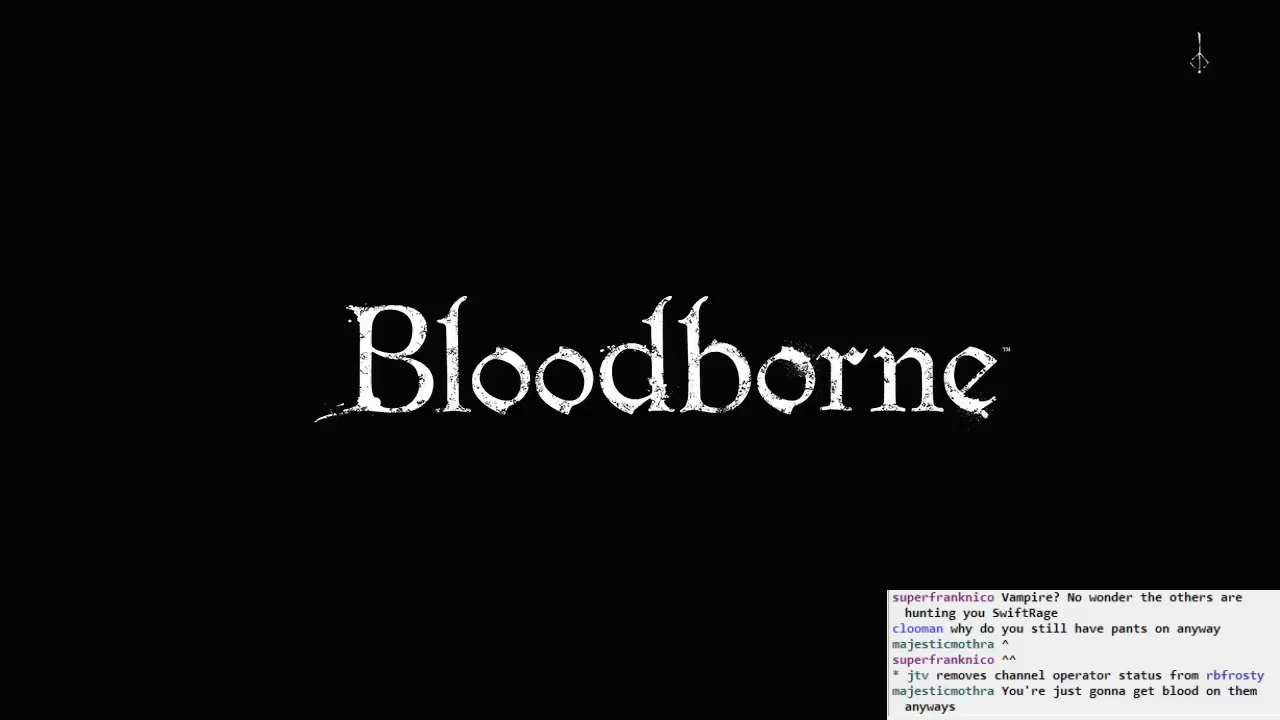 Bloodborne™
superfranknico Vampire? No wonder the others are
hunting you SwiftRage
clooman why do you still have pants on anyway
majesticmothra ^
superfranknico ^^
* jtv removes channel operator status from rbfrosty
majesticmothra You're just gonna get blood on them
anyways